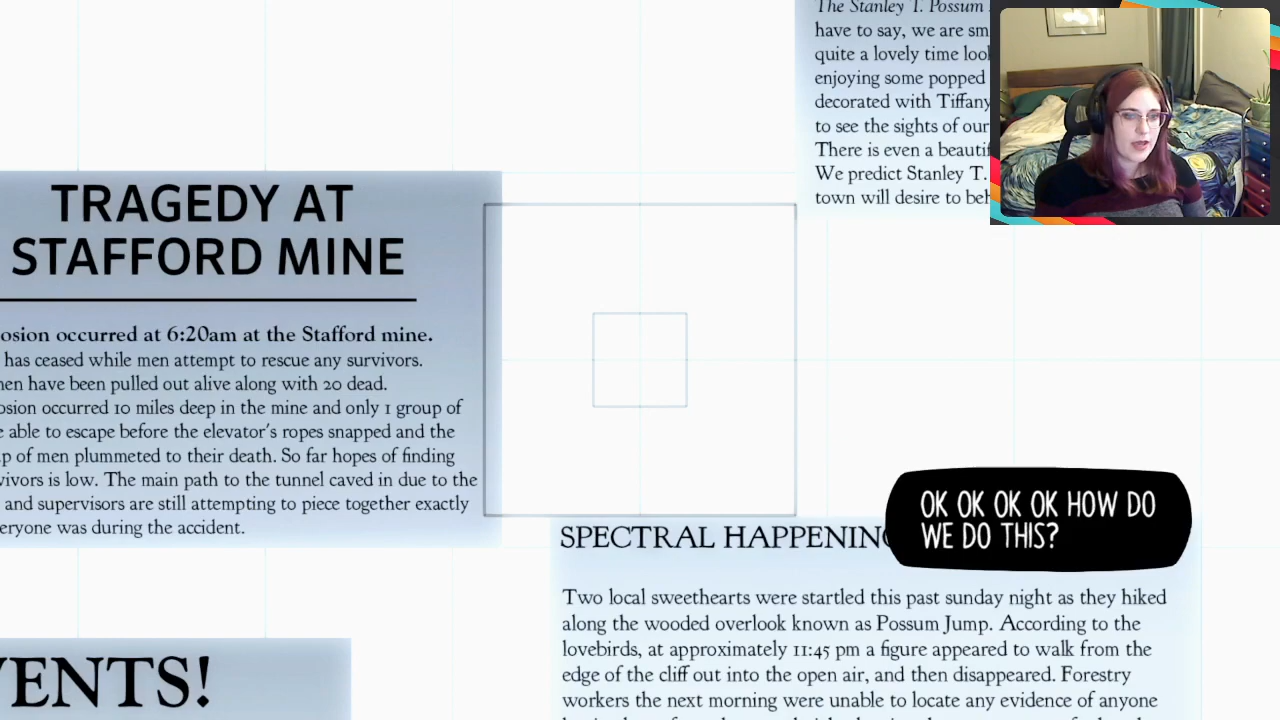 The Stanley T. Possum
have to say, we are sm
quite a lovely time loo
enjoying some popped
decorated with Tiffany
to see the sights of our
There is even a beautif
We predict Stanley T.
town will desire to beh
TRAGEDY AT
STAFFORD MINE
osion occurred at 6:20am at the Stafford mine.
has ceased while men attempt to rescue any survivors.
nen have been pulled out alive along with 20 dead.
osion occurred 10 miles deep in the mine and only 1 group of
e able to escape before the elevator's ropes snapped and the
p of men plummeted to their death. So far hopes of finding
vivors is low. The main path to the tunnel caved in due to the
and supervisors are still attempting to piece together exactly
eryone was during the accident.
OK OK OK OK HOW DO
WE DO THIS?
SPECTRAL HAPPENIN
Two local sweethearts were startled this past sunday night as they hiked
along the wooded overlook known as Possum Jump. According to the
lovebirds, at approximately 11:45 pm a figure appeared to walk from the
edge of the cliff out into the open air, and then disappeared. Forestry
workers the next morning were unable to locate any evidence of anyone
VENTS!